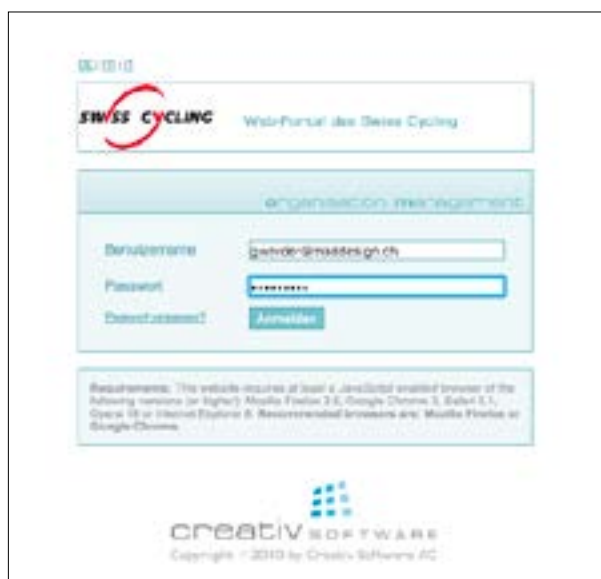 SWISS CYCLING
Web-Portal des Swiss Cycling
organisation management
Benutzername
Passwort
Passwort vergessen?
Anmelden
Requirements: This website requires at least a JavaScript enabled browser of the
following versions (or higher): Mozilla Firefox 3.5, Google Chrome 3, Safari 3.1,
Opera 10 or Internet Explorer 8. Recommended browsers are: Mozilla Firefox or
Google Chrome.
creativ SOFTWARE
Copyright 2010 by Creativ Software AG